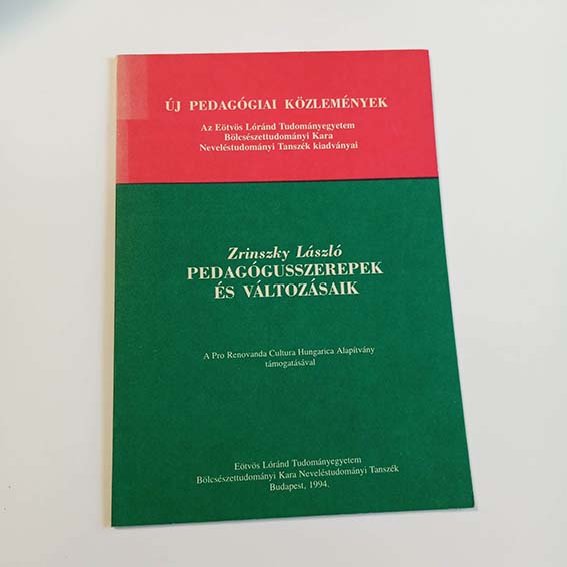 ÚJ PEDAGÓGIAI KÖZLEMÉNYEK
Az Eötvös Lóránd Tudományegyetem
Bölcsészettudományi Kara
Neveléstudományi Tanszék kiadványai
Zrinszky László
PEDAGÓGUSSZEREPEK
ÉS VÁLTOZÁSAIK
A Pro Renovanda Cultura Hungarica Alapítvány
támogatásával
Eötvös Lóránd Tudományegyetem
Bölcsészettudományi Kara Neveléstudományi Tanszék
Budapest, 1994.